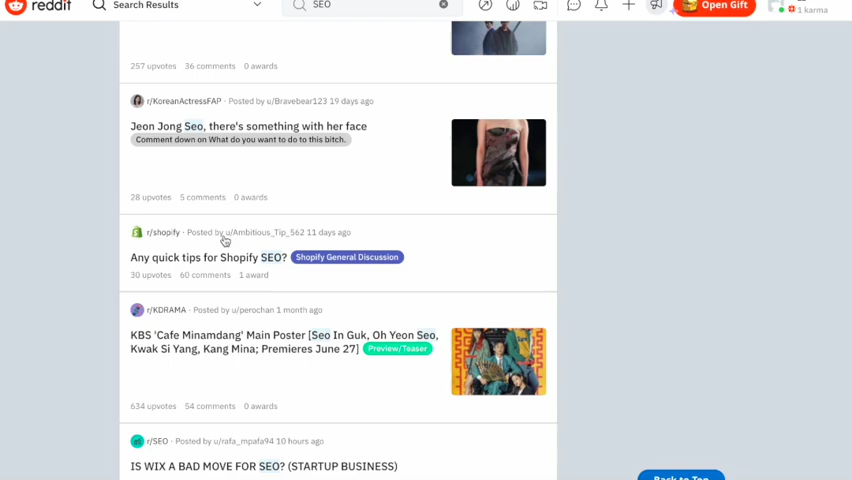 reddit
Search Results
SEO
Open Gift
1 karma
257 upvotes 36 comments 0 awards
r/KoreanActressFAP · Posted by u/Bravebear123 19 days ago
Jeon Jong Seo, there's something with her face
Comment down on What do you want to do to this bitch.
28 upvotes 5 comments 0 awards
r/shopify · Posted by u/Ambitious_Tip_562 11 days ago
Any quick tips for Shopify SEO? Shopify General Discussion
30 upvotes 60 comments 1 award
r/KDRAMA · Posted by u/perochan 1 month ago
KBS 'Cafe Minamdang' Main Poster [Seo In Guk, Oh Yeon Seo,
Kwak Si Yang, Kang Mina; Premieres June 27] Preview/Teaser
634 upvotes 54 comments 0 awards
r/SEO · Posted by u/rafa_mpafa94 10 hours ago
IS WIX A BAD MOVE FOR SEO? (STARTUP BUSINESS)
Back to Top